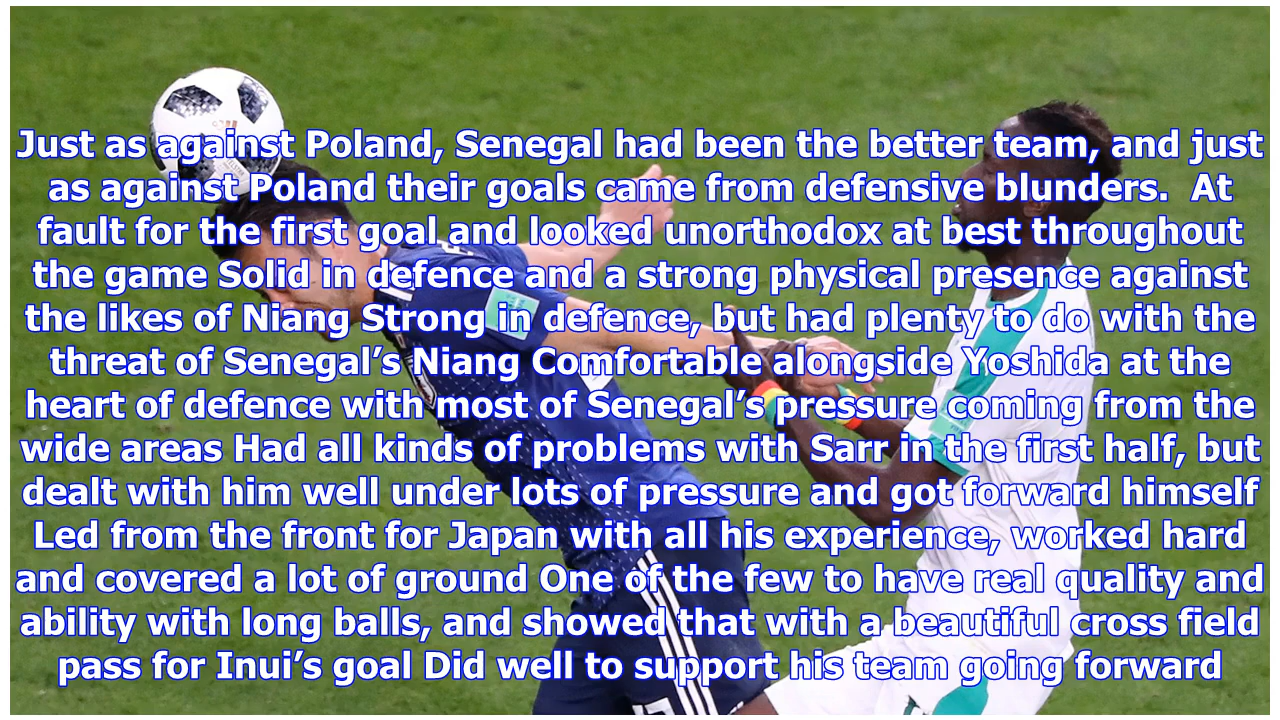 Just as against Poland, Senegal had been the better team, and just
as against Poland their goals came from defensive blunders.  At
fault for the first goal and looked unorthodox at best throughout
the game Solid in defence and a strong physical presence against
the likes of Niang Strong in defence, but had plenty to do with the
threat of Senegal’s Niang Comfortable alongside Yoshida at the
heart of defence with most of Senegal’s pressure coming from the
wide areas Had all kinds of problems with Sarr in the first half, but
dealt with him well under lots of pressure and got forward himself
Led from the front for Japan with all his experience, worked hard
and covered a lot of ground One of the few to have real quality and
ability with long balls, and showed that with a beautiful cross field
pass for Inui’s goal Did well to support his team going forward